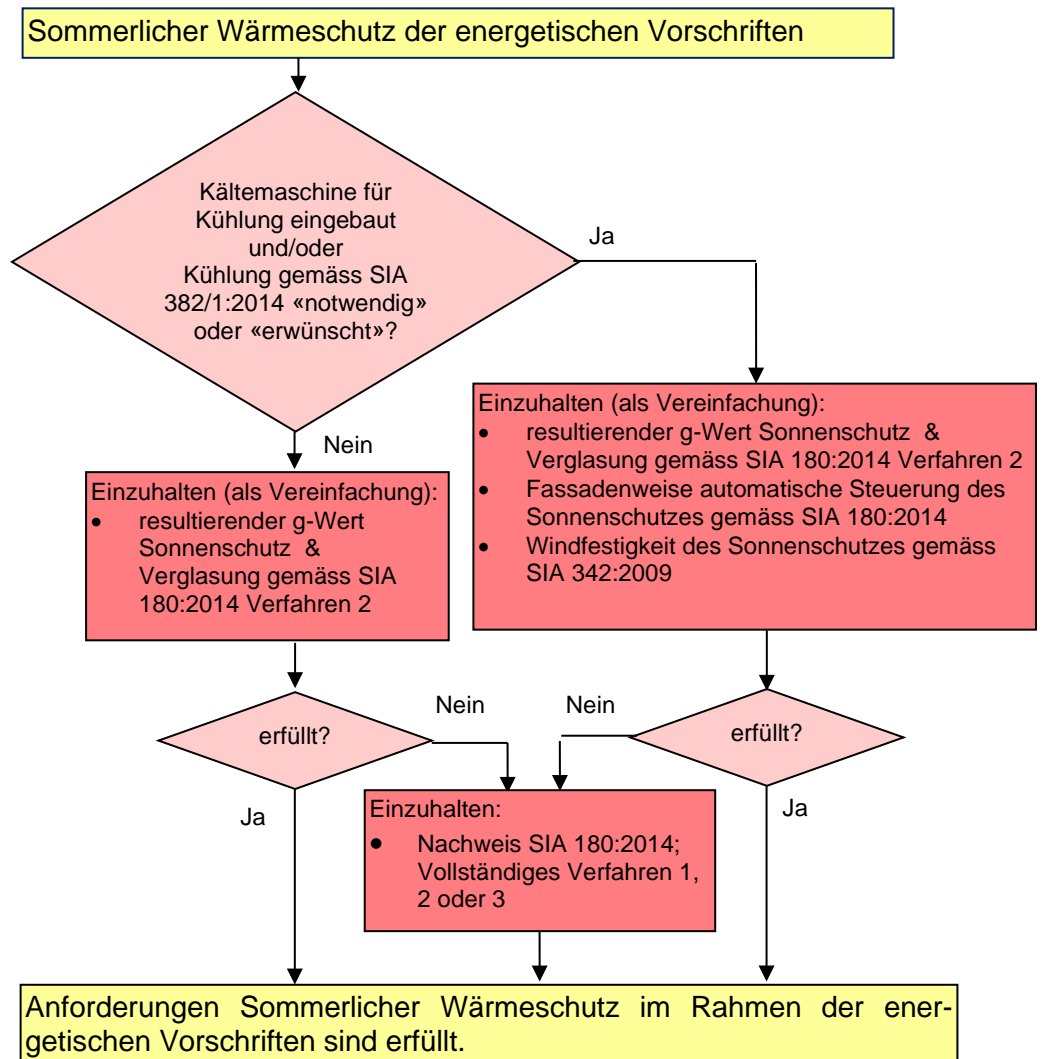 Sommerlicher Wärmeschutz der energetischen Vorschriften
Kältemaschine für
Kühlung eingebaut
und/oder
Kühlung gemäss SIA
382/1:2014 «notwendig»
oder «erwünscht»?
Ja
Nein
Einzuhalten (als Vereinfachung):
• resultierender g-Wert Sonnenschutz &
Verglasung gemäss SIA 180:2014 Verfahren 2
• Fassadenweise automatische Steuerung des
Sonnenschutzes gemäss SIA 180:2014
• Windfestigkeit des Sonnenschutzes gemäss
SIA 342:2009
Einzuhalten (als Vereinfachung):
• resultierender g-Wert
Sonnenschutz &
Verglasung gemäss SIA
180:2014 Verfahren 2
erfüllt?
Nein
Nein
erfüllt?
Ja
Ja
Einzuhalten:
• Nachweis SIA 180:2014;
Vollständiges Verfahren 1,
2 oder 3
Anforderungen Sommerlicher Wärmeschutz im Rahmen der ener-
getischen Vorschriften sind erfüllt.